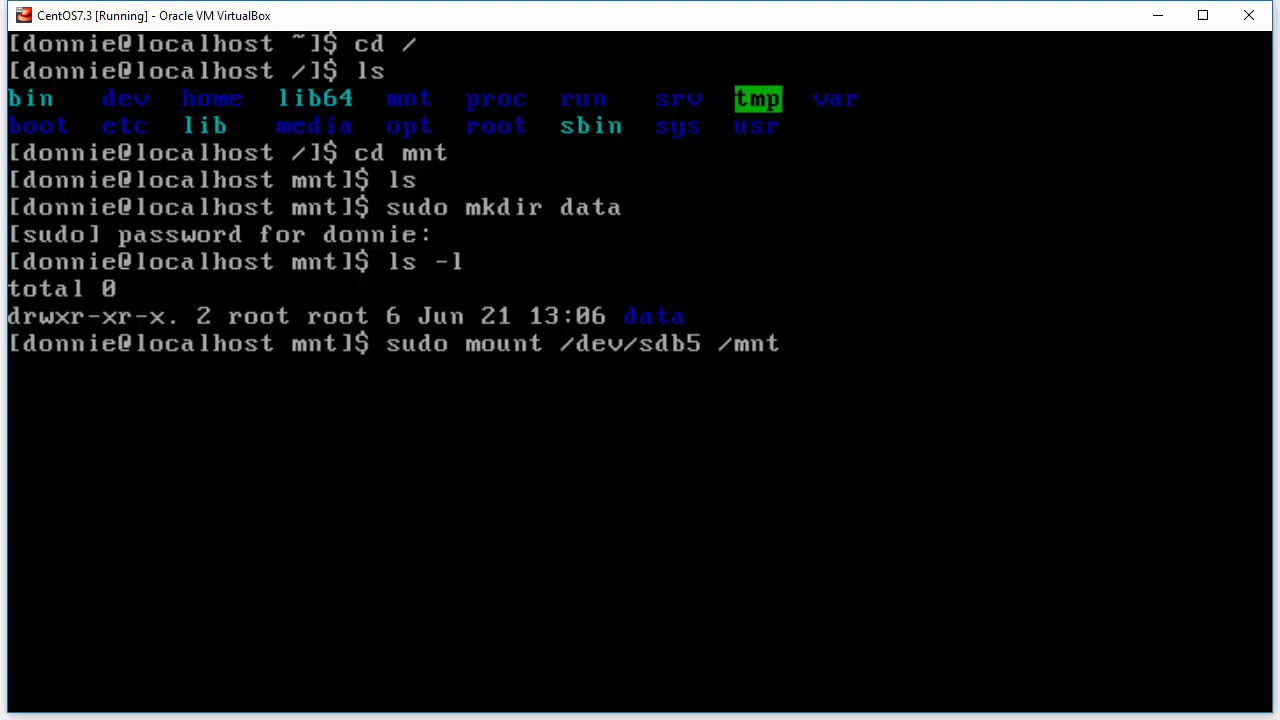 CentOS7.3 [Running] - Oracle VM VirtualBox
[donnie@localhost ~]$ cd /
[donnie@localhost /]$ ls
bin dev home lib64 mnt proc run srv tmp var
boot etc lib media opt root sbin sys usr
[donnie@localhost /]$ cd mnt
[donnie@localhost mnt]$ ls
[donnie@localhost mnt]$ sudo mkdir data
[sudo] password for donnie:
[donnie@localhost mnt]$ ls -l
total 0
drwxr-xr-x. 2 root root 6 Jun 21 13:06 data
[donnie@localhost mnt]$ sudo mount /dev/sdb5 /mnt